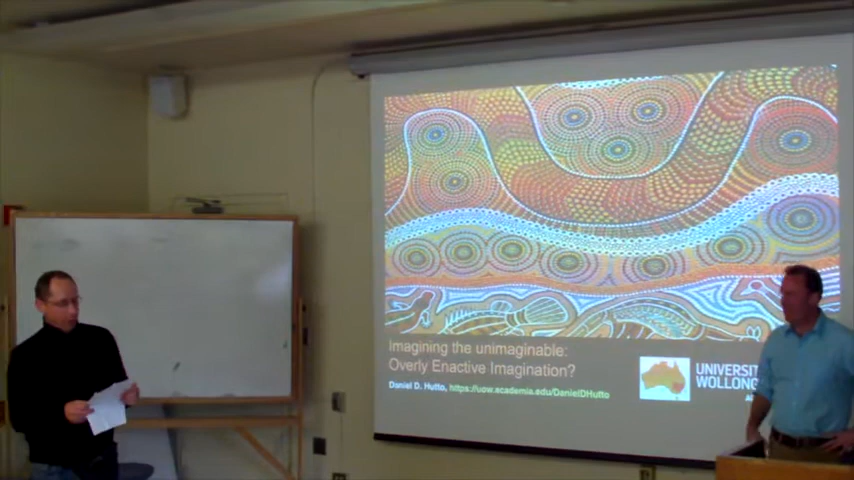 Imagining the unimaginable:
Overly Enactive Imagination?
Daniel D. Hutto, https://uow.academia.edu/DanielDHutto
UNIVERSIT
WOLLONG